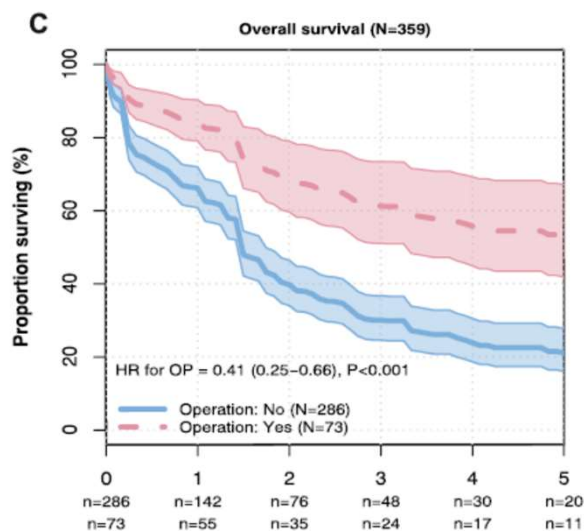 C
Overall survival (N=359)
Proportion surving (%)
100
80
60
40
20
0
HR for OP = 0.41 (0.25−0.66), P<0.001
Operation: No (N=286)
Operation: Yes (N=73)
0 1 2 3 4 5
n=286 n=142 n=76 n=48 n=30 n=20
n=73 n=55 n=35 n=24 n=17 n=11